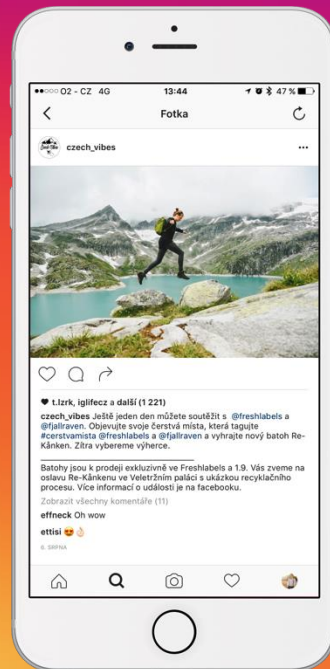 O2 - CZ 4G 13:44 47 %
Fotka
czech_vibes
t.lzrk, iglifecz a další (1 221)
czech_vibes Ještě jeden den můžete soutěžit s @freshlabels a
@fjallraven. Objevujte svoje čerstvá místa, která tagujte
#cerstvamista @freshlabels a @fjallraven a vyhrajte nový batoh Re-
Kånken. Zítra vybereme výherce.
Batohy jsou k prodeji exkluzivně ve Freshlabels a 1.9. Vás zveme na
oslavu Re-Kånkenu ve Veletržním paláci s ukázkou recyklačního
procesu. Více informací o události je na facebooku.
Zobrazit všechny komentáře (11)
effneck Oh wow
ettisi
8. SRPNA